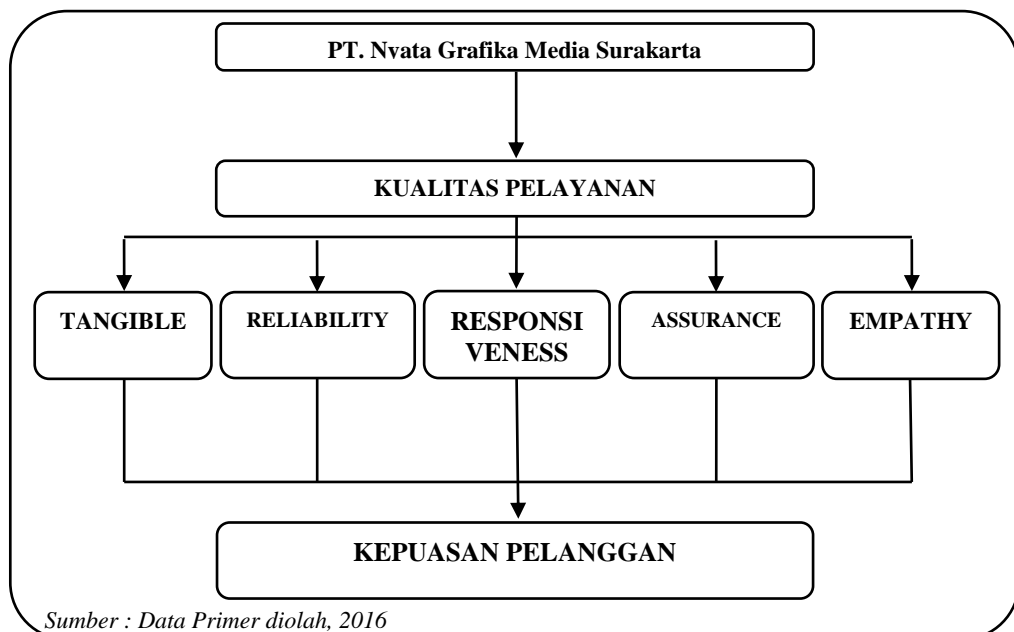 PT. Nyata Grafika Media Surakarta
KUALITAS PELAYANAN
TANGIBLE
RELIABILITY
RESPONSI
VENESS
ASSURANCE
EMPATHY
KEPUASAN PELANGGAN
Sumber : Data Primer diolah, 2016